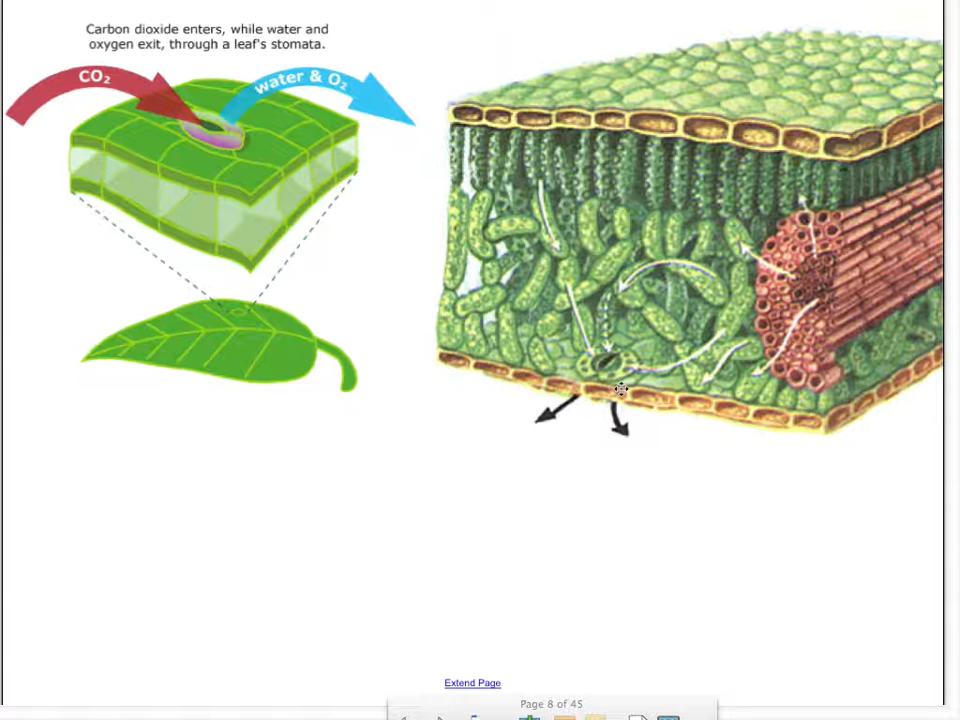 Carbon dioxide enters, while water and
oxygen exit, through a leaf's stomata.
CO₂
water & O₂
Extend Page
Page 8 of 45